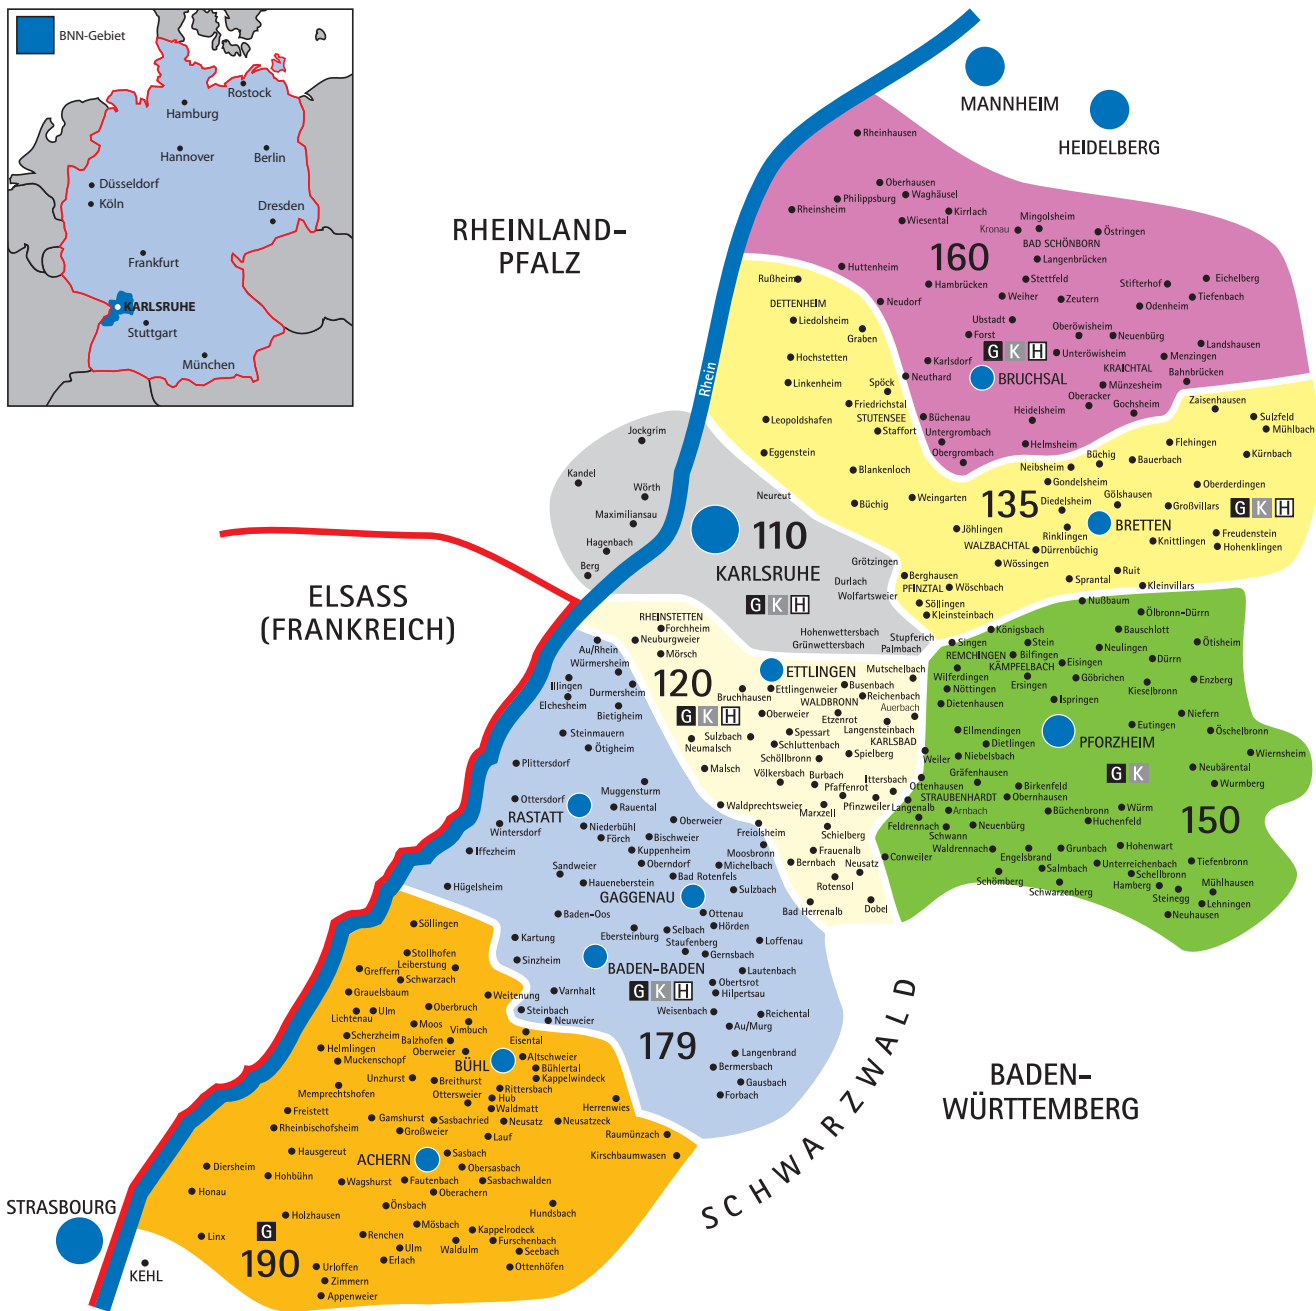 BNN-Gebiet
Rostock
Hamburg
Hannover
Berlin
Düsseldorf
Köln
Dresden
Frankfurt
KARLSRUHE
Stuttgart
München
MANNHEIM
HEIDELBERG
RHEINLAND-
PFALZ
ELSASS
(FRANKREICH)
BADEN-
WÜRTTEMBERG
SCHWARZWALD
STRASBOURG
KEHL
Rhein
Rheinhausen
Oberhausen
Waghäusel
Philippsburg
Rheinsheim
Kirrlach
Wiesental
Mingolsheim
Kronau
Östringen
BAD SCHÖNBORN
160
Langenbrücken
Huttenheim
Hambrücken
Stettfeld
Stifterhof
Eichelberg
Neudorf
Weiher
Zeutern
Tiefenbach
Odenheim
Ubstadt
Forst
Oberöwisheim
Neuenbürg
Landshausen
G K H
Unteröwisheim
Menzingen
Karlsdorf
KRAICHTAL
Bahnbrücken
Neuthard
BRUCHSAL
Münzesheim
Oberacker
Gochsheim
Heidelsheim
Büchenau
Untergrombach
Helmsheim
Obergrombach
Rußheim
DETTENHEIM
Liedolsheim
Graben
Hochstetten
Linkenheim
Spöck
Friedrichstal
STUTENSEE
Leopoldshafen
Staffort
Eggenstein
Blankenloch
Büchig
Weingarten
Zaisenhausen
Sulzfeld
Mühlbach
Flehingen
Kürnbach
Büchig
Bauerbach
Neibsheim
Gondelsheim
Oberderdingen
135
Diedelsheim
Gölshausen
Großvillars
G K H
BRETTEN
Jöhlingen
Rinklingen
Knittlingen
Freudenstein
WALZBACHTAL
Dürrenbüchig
Hohenklingen
Wössingen
Ruit
Berghausen
Sprantal
Kleinvillars
PFINZTAL
Wöschbach
Söllingen
Kleinsteinbach
Nußbaum
Jockgrim
Kandel
Wörth
Neureut
Maximiliansau
Hagenbach
110
Berg
KARLSRUHE
Grötzingen
Durlach
Wolfartsweier
G K H
Hohenwettersbach
Grünwettersbach
Stupferich
Palmbach
RHEINSTETTEN
Forchheim
Neuburgweier
Mörsch
ETTLINGEN
Mutschelbach
120
Bruchhausen
Ettlingenweier
Busenbach
Reichenbach
WALDBRONN
Auerbach
G K H
Oberweier
Etzenrot
Langensteinbach
Sulzbach
Spessart
KARLSBAD
Neumalsch
Schluttenbach
Schöllbronn
Spielberg
Malsch
Völkersbach
Burbach
Ittersbach
Pfaffenrot
Waldprechtsweier
Marxzell
Pfinzweiler
Freiolsheim
Schielberg
Moosbronn
Frauenalb
Bernbach
Neusatz
Rotensol
Bad Herrenalb
Dobel
Ölbronn-Dürrn
Königsbach
Bauschlott
Singen
Stein
Ötisheim
REMCHINGEN
Bilfingen
Neulingen
KÄMPFELBACH
Eisingen
Dürrn
Wilferdingen
Ersingen
Göbrichen
Enzberg
Nöttingen
Kieselbronn
Dietenhausen
Ispringen
Niefern
Ellmendingen
Eutingen
Öschelbronn
Dietlingen
PFORZHEIM
Weiler
Niebelsbach
Wiernsheim
Gräfenhausen
G K
Neubärental
Ottenhausen
Birkenfeld
Wurmberg
STRAUBENHARDT
Obernhausen
Langenalb
Arnbach
Büchenbronn
Würm
150
Feldrennach
Neuenbürg
Huchenfeld
Schwann
Waldrennach
Grunbach
Hohenwart
Conweiler
Engelsbrand
Unterreichenbach
Tiefenbronn
Salmbach
Schellbronn
Schömberg
Hamberg
Mühlhausen
Schwarzenberg
Steinegg
Lehningen
Neuhausen
Au/Rhein
Würmersheim
Illingen
Durmersheim
Elchesheim
Bietigheim
Steinmauern
Ötigheim
Plittersdorf
Muggensturm
Ottersdorf
Rauental
RASTATT
Oberweier
Wintersdorf
Niederbühl
Förch
Bischweier
Iffezheim
Kuppenheim
Michelbach
Sandweier
Oberndorf
Bad Rotenfels
Hügelsheim
Haueneberstein
Sulzbach
GAGGENAU
Baden-Oos
Ottenau
Hörden
Kartung
Ebersteinburg
Selbach
Staufenberg
Loffenau
Sinzheim
Gernsbach
BADEN-BADEN
Lautenbach
Obertsrot
G K H
Hilpertsau
Varnhalt
Weisenbach
Reichental
Steinbach
Neuweier
Au/Murg
179
Langenbrand
Bermersbach
Gausbach
Forbach
Söllingen
Stollhofen
Leiberstung
Greffern
Schwarzach
Grauelsbaum
Weitenung
Oberbruch
Lichtenau
Ulm
Moos
Vimbuch
Scherzheim
Balzhofen
Eisental
Helmlingen
Oberweier
Altschweier
Muckenschopf
BÜHL
Bühlertal
Kappelwindeck
Unzhurst
Breithurst
Rittersbach
Memprechtshofen
Ottersweier
Hub
Herrenwies
Waldmatt
Freistett
Gamshurst
Sasbachried
Neusatz
Neusatzeck
Rheinbischofsheim
Großweier
Lauf
Raumünzach
Hausgereut
Sasbach
Kirschbaumwasen
ACHERN
Diersheim
Obersasbach
Hohbühn
Wagshurst
Fautenbach
Sasbachwalden
Honau
Oberachern
Önsbach
Hundsbach
Holzhausen
Mösbach
Kappelrodeck
G
Linx
Renchen
Furschenbach
Ulm
Waldulm
Seebach
190
Erlach
Urloffen
Ottenhöfen
Zimmern
Appenweier